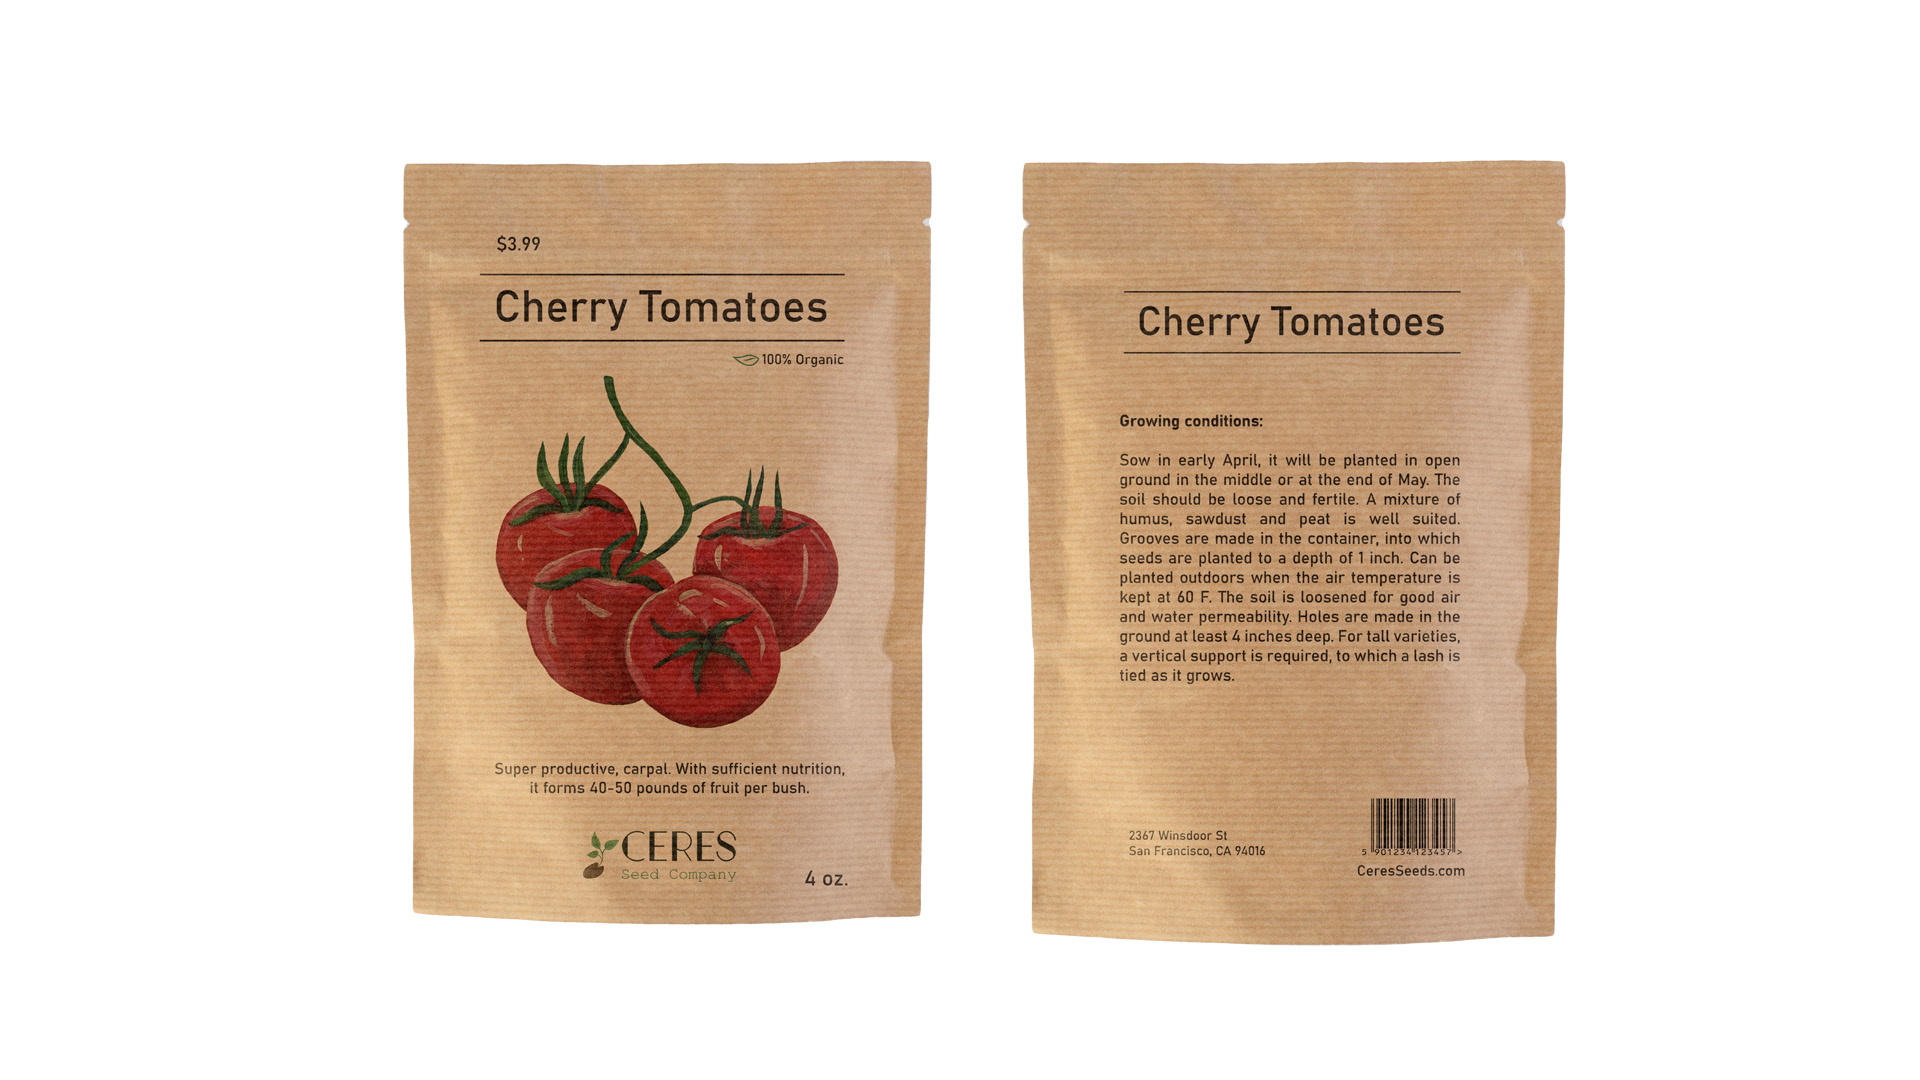 $3.99
Cherry Tomatoes
100% Organic
Super productive, carpal. With sufficient nutrition,
it forms 40-50 pounds of fruit per bush.
CERES
Seed Company
4 oz.
Cherry Tomatoes
Growing conditions:
Sow in early April, it will be planted in open
ground in the middle or at the end of May. The
soil should be loose and fertile. A mixture of
humus, sawdust and peat is well suited.
Grooves are made in the container, into which
seeds are planted to a depth of 1 inch. Can be
planted outdoors when the air temperature is
kept at 60 F. The soil is loosened for good air
and water permeability. Holes are made in the
ground at least 4 inches deep. For tall varieties,
a vertical support is required, to which a lash is
tied as it grows.
2367 Winsdoor St
San Francisco, CA 94016
5 901234 123457 >
CeresSeeds.com